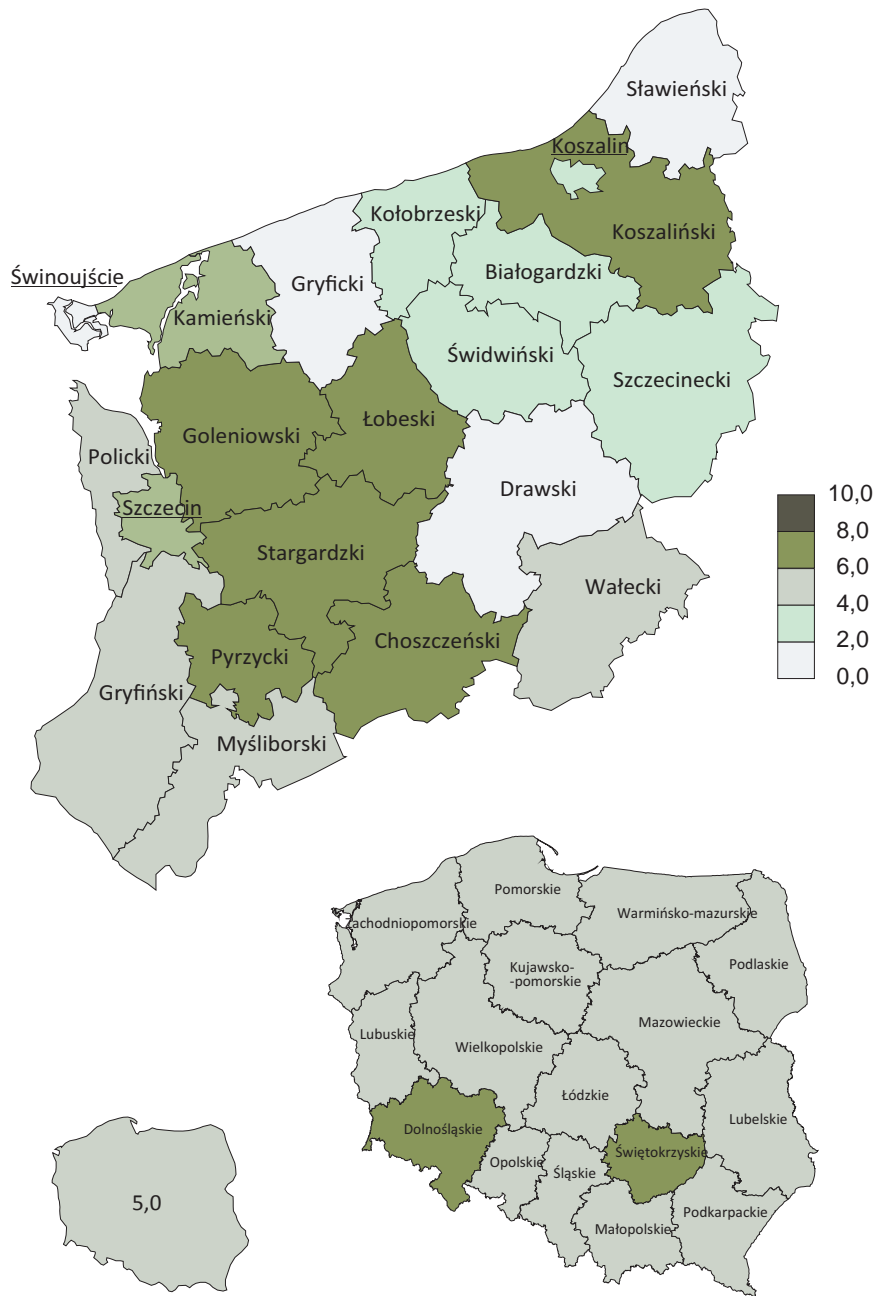 Sławieński
Koszalin
Kołobrzeski
Koszaliński
Białogardzki
Świnoujście
Gryficki
Kamieński
Świdwiński
Szczecinecki
Łobeski
Goleniowski
Policki
Drawski
Szczecin
Stargardzki
Wałecki
Choszczeński
Pyrzycki
Gryfiński
Myśliborski
10,0
8,0
6,0
4,0
2,0
0,0
Pomorskie
Warmińsko-mazurskie
Zachodniopomorskie
Podlaskie
Kujawsko-
-pomorskie
Mazowieckie
Lubuskie
Wielkopolskie
Łódzkie
Lubelskie
Dolnośląskie
Świętokrzyskie
Opolskie
Śląskie
Podkarpackie
Małopolskie
5,0